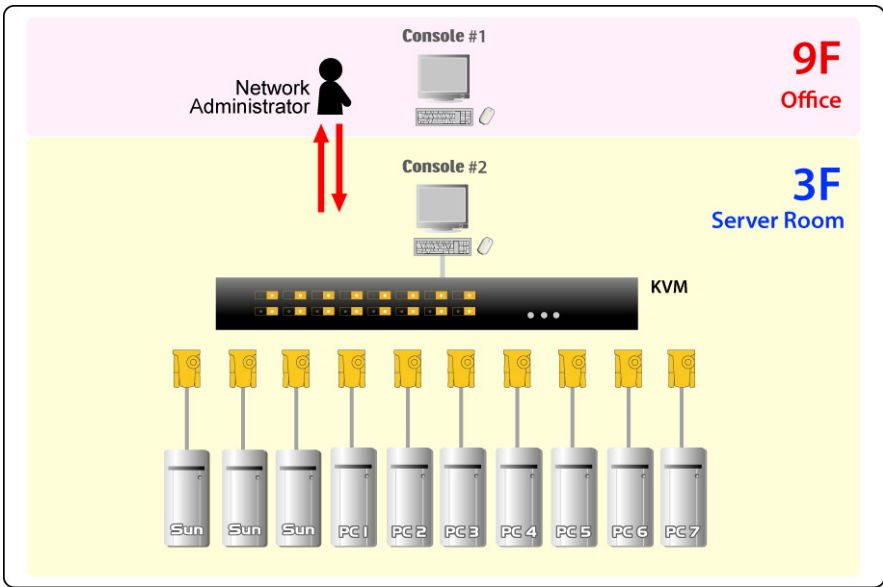 Console #1
9F
Office
Network
Administrator
Console #2
3F
Server Room
KVM
Sun
Sun
Sun
PC 1
PC 2
PC 3
PC 4
PC 5
PC 6
PC 7